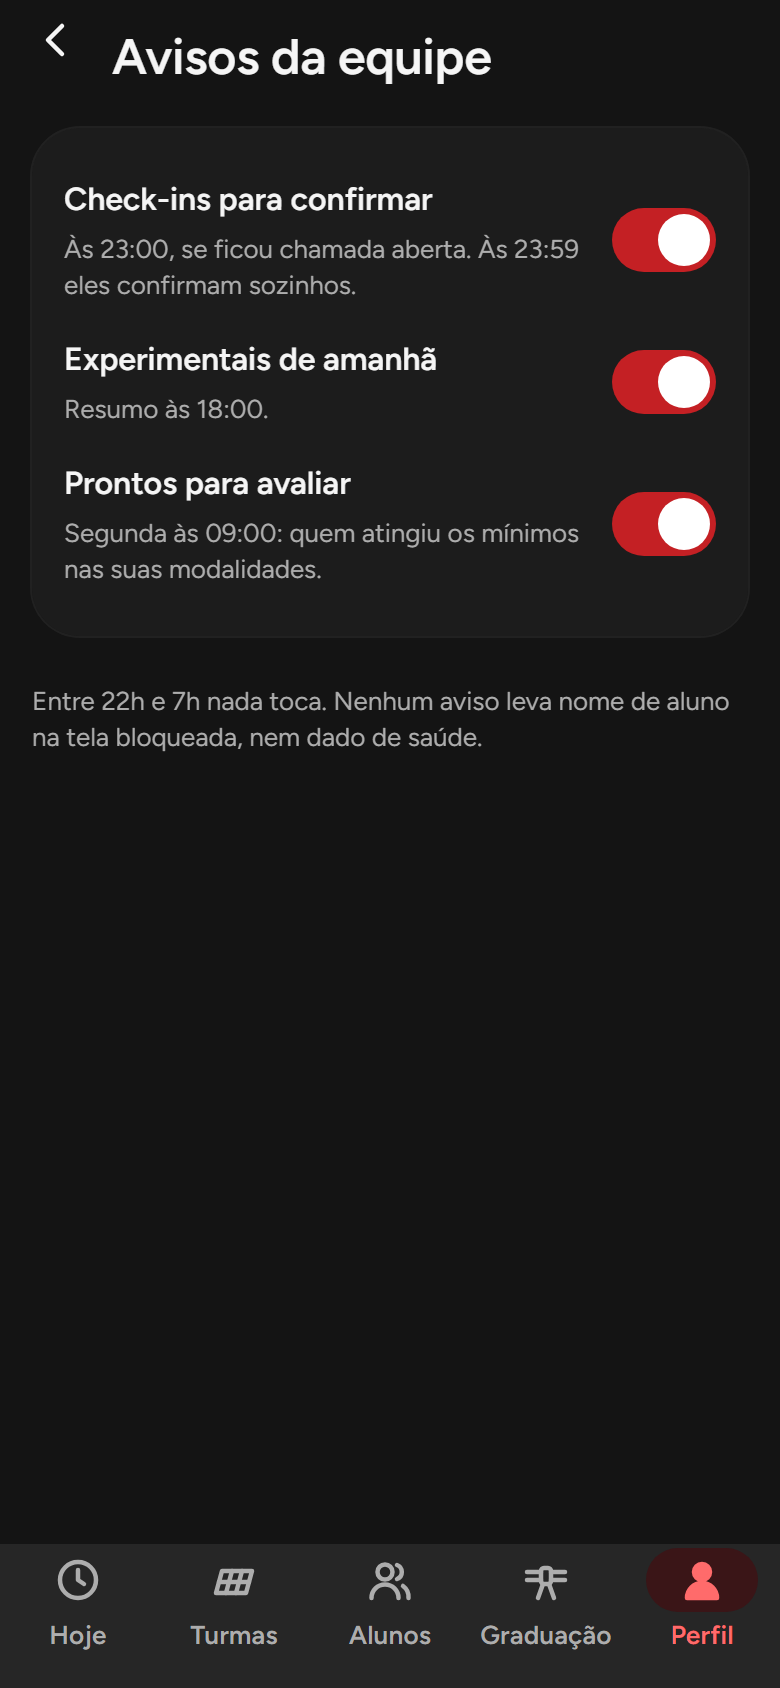 Avisos da equipe
Check-ins para confirmar
Às 23:00, se ficou chamada aberta. Às 23:59
eles confirmam sozinhos.
Experimentais de amanhã
Resumo às 18:00.
Prontos para avaliar
Segunda às 09:00: quem atingiu os mínimos
nas suas modalidades.
Entre 22h e 7h nada toca. Nenhum aviso leva nome de aluno
na tela bloqueada, nem dado de saúde.
Hoje
Turmas
Alunos
Graduação
Perfil